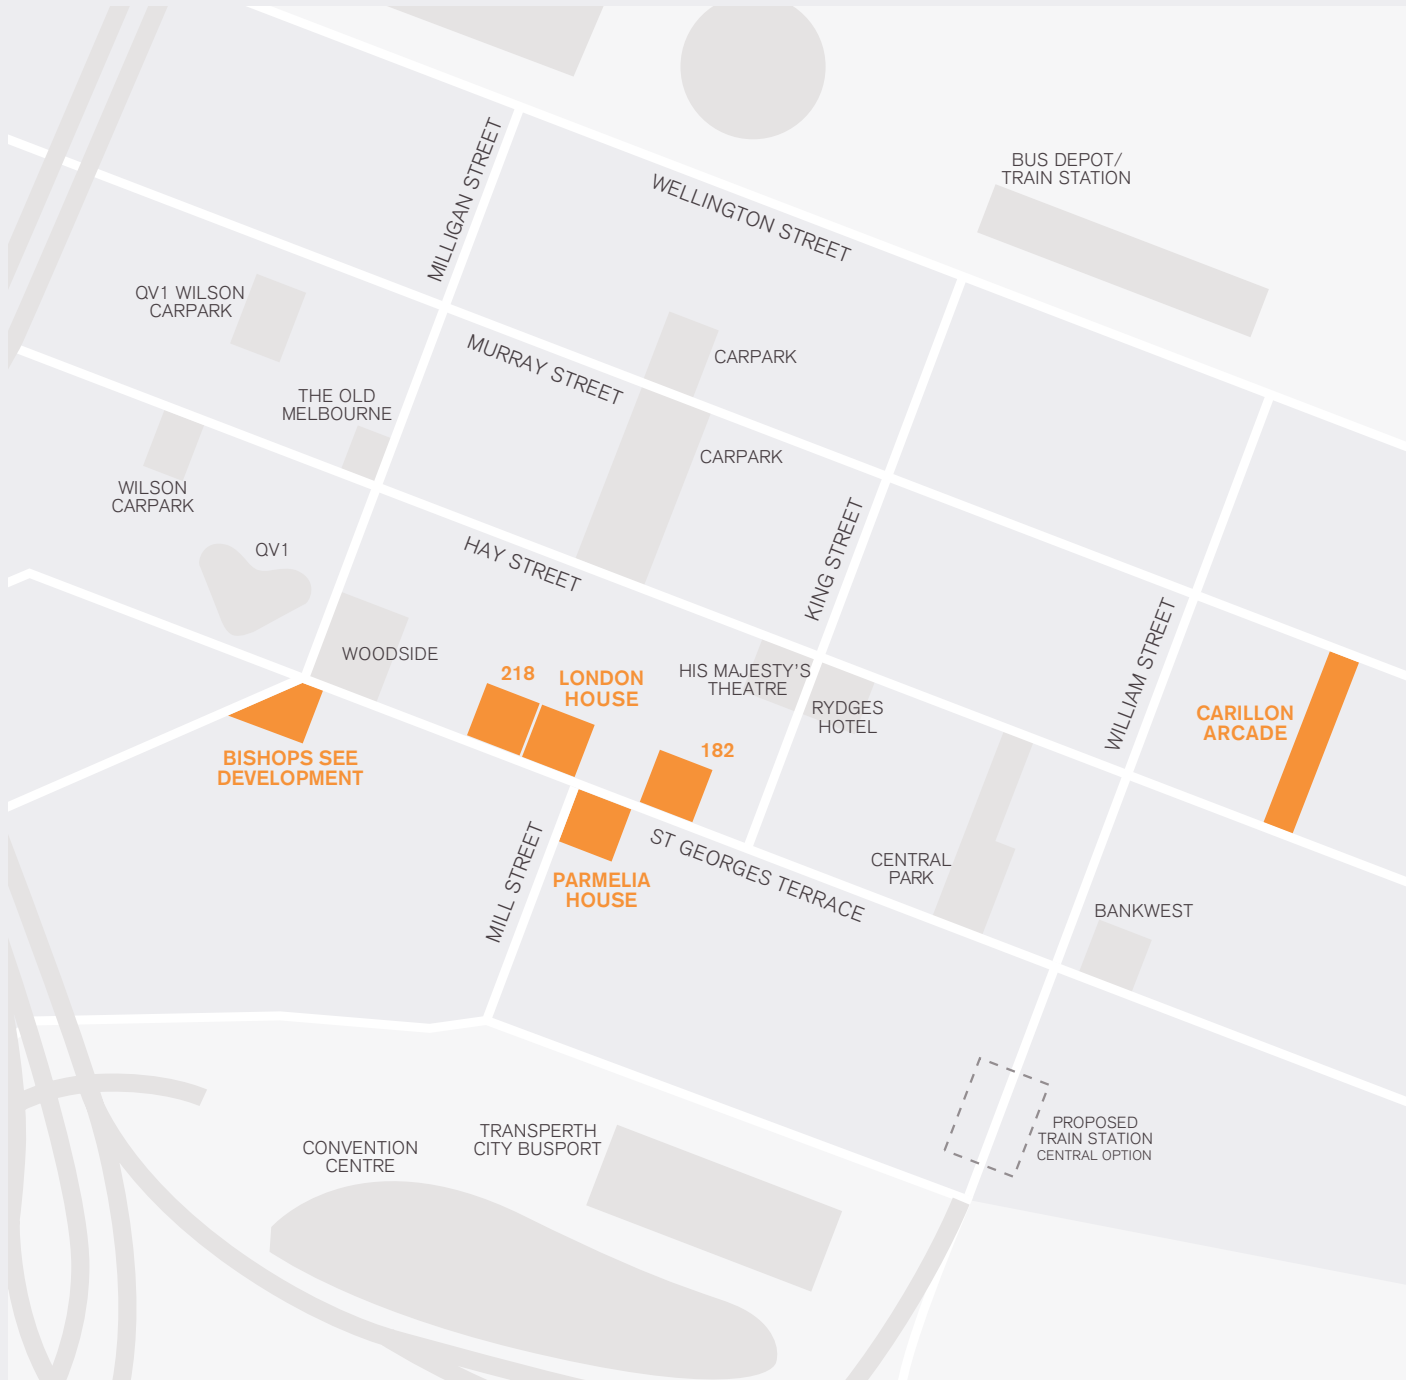 MILLIGAN STREET
WELLINGTON STREET
BUS DEPOT/
TRAIN STATION
QV1 WILSON
CARPARK
MURRAY STREET
CARPARK
THE OLD
MELBOURNE
CARPARK
WILSON
CARPARK
QV1
HAY STREET
KING STREET
WILLIAM STREET
WOODSIDE
218
LONDON
HOUSE
HIS MAJESTY'S
THEATRE
RYDGES
HOTEL
CARILLON
ARCADE
BISHOPS SEE
DEVELOPMENT
182
MILL STREET
PARMELIA
HOUSE
ST GEORGES TERRACE
CENTRAL
PARK
BANKWEST
PROPOSED
TRAIN STATION
CENTRAL OPTION
TRANSPERTH
CITY BUSPORT
CONVENTION
CENTRE